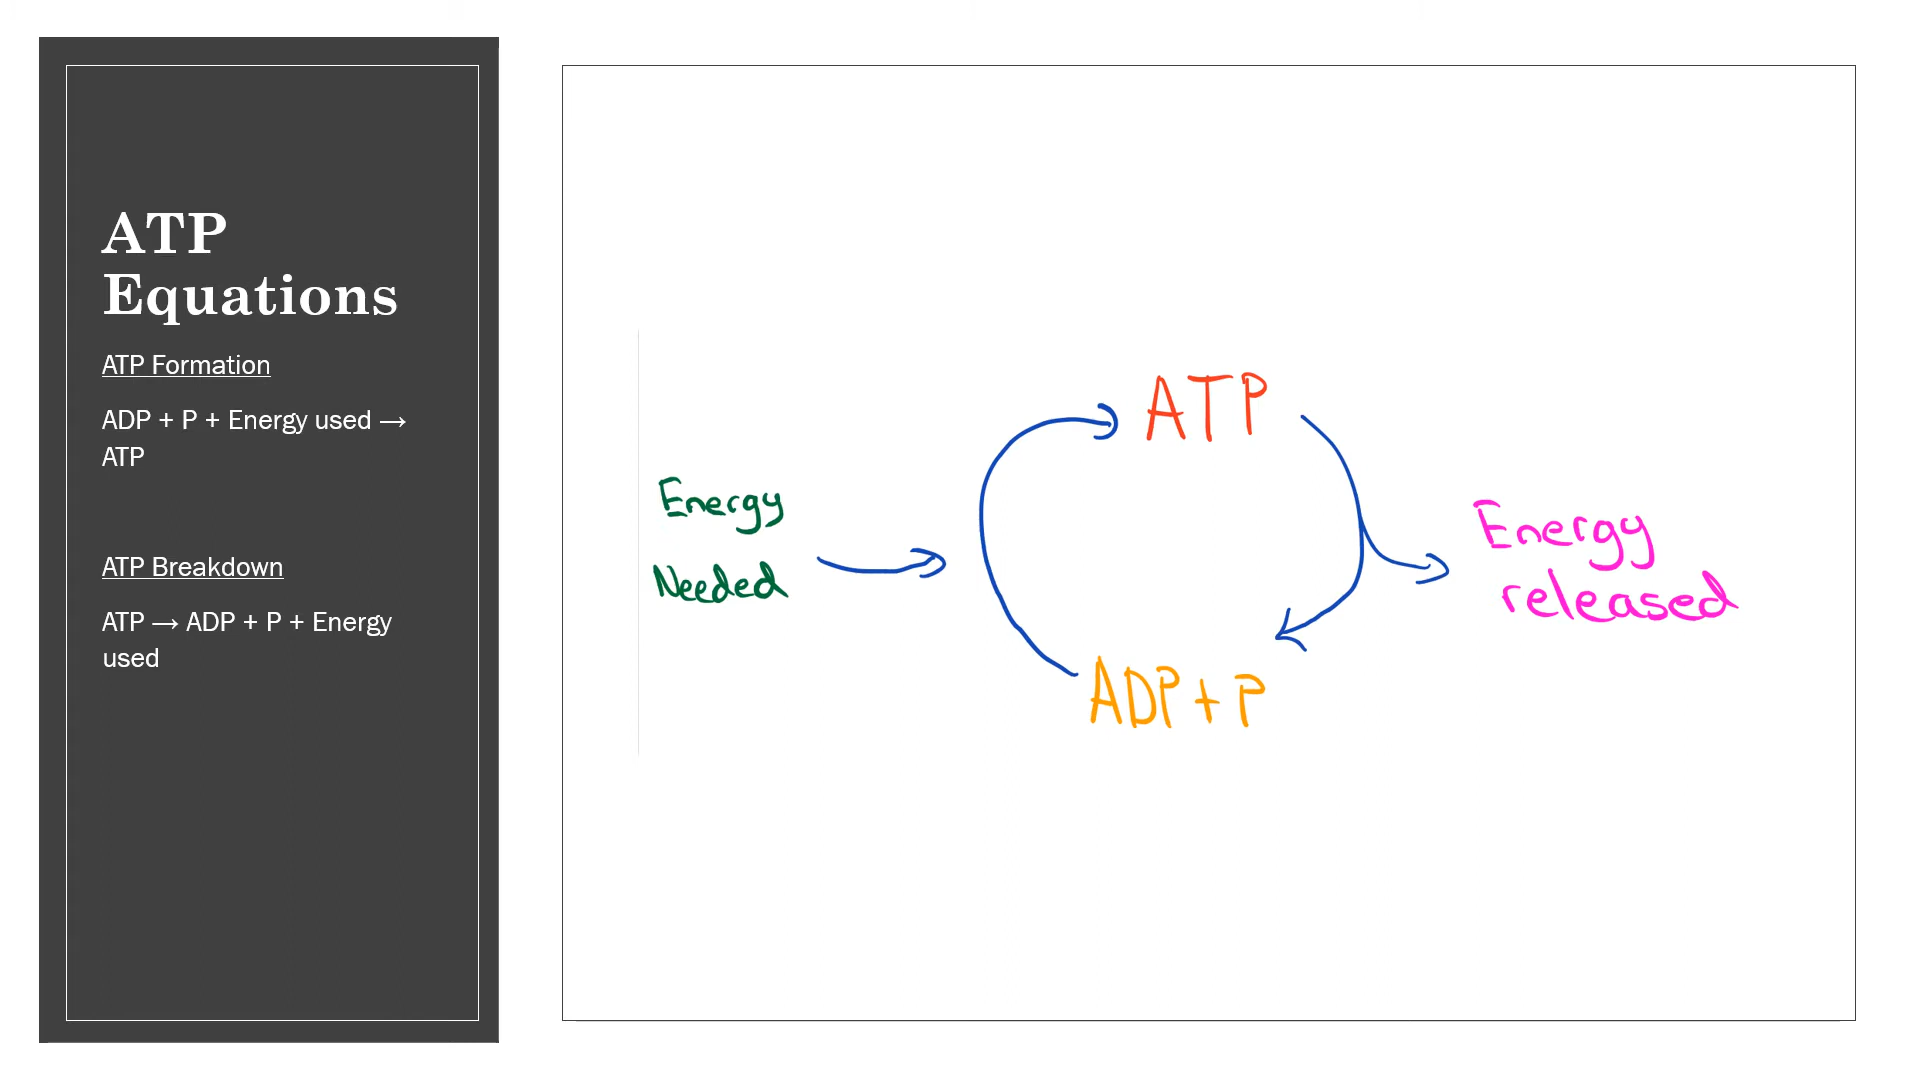 ATP
Equations
ATP Formation
ADP + P + Energy used →
ATP
ATP Breakdown
ATP → ADP + P + Energy
used
ATP
Energy
Needed
Energy
released
ADP + P